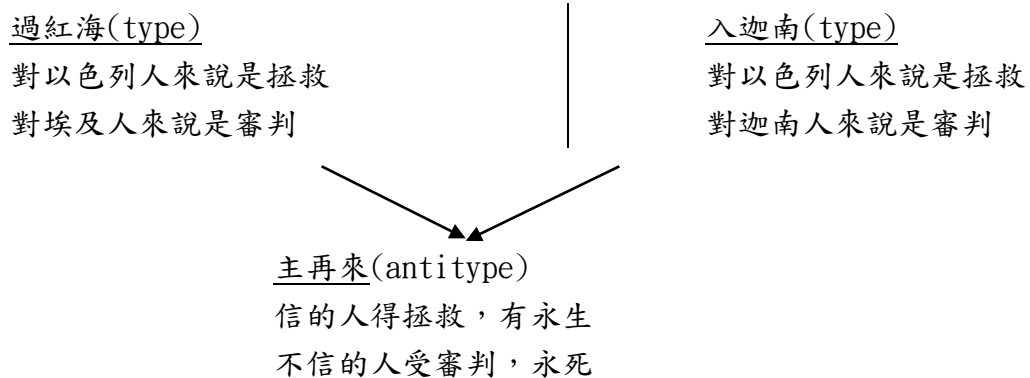 過紅海(type)
對以色列人來說是拯救
對埃及人來說是審判
入迦南(type)
對以色列人來說是拯救
對迦南人來說是審判
主再來(antitype)
信的人得拯救，有永生
不信的人受審判，永死